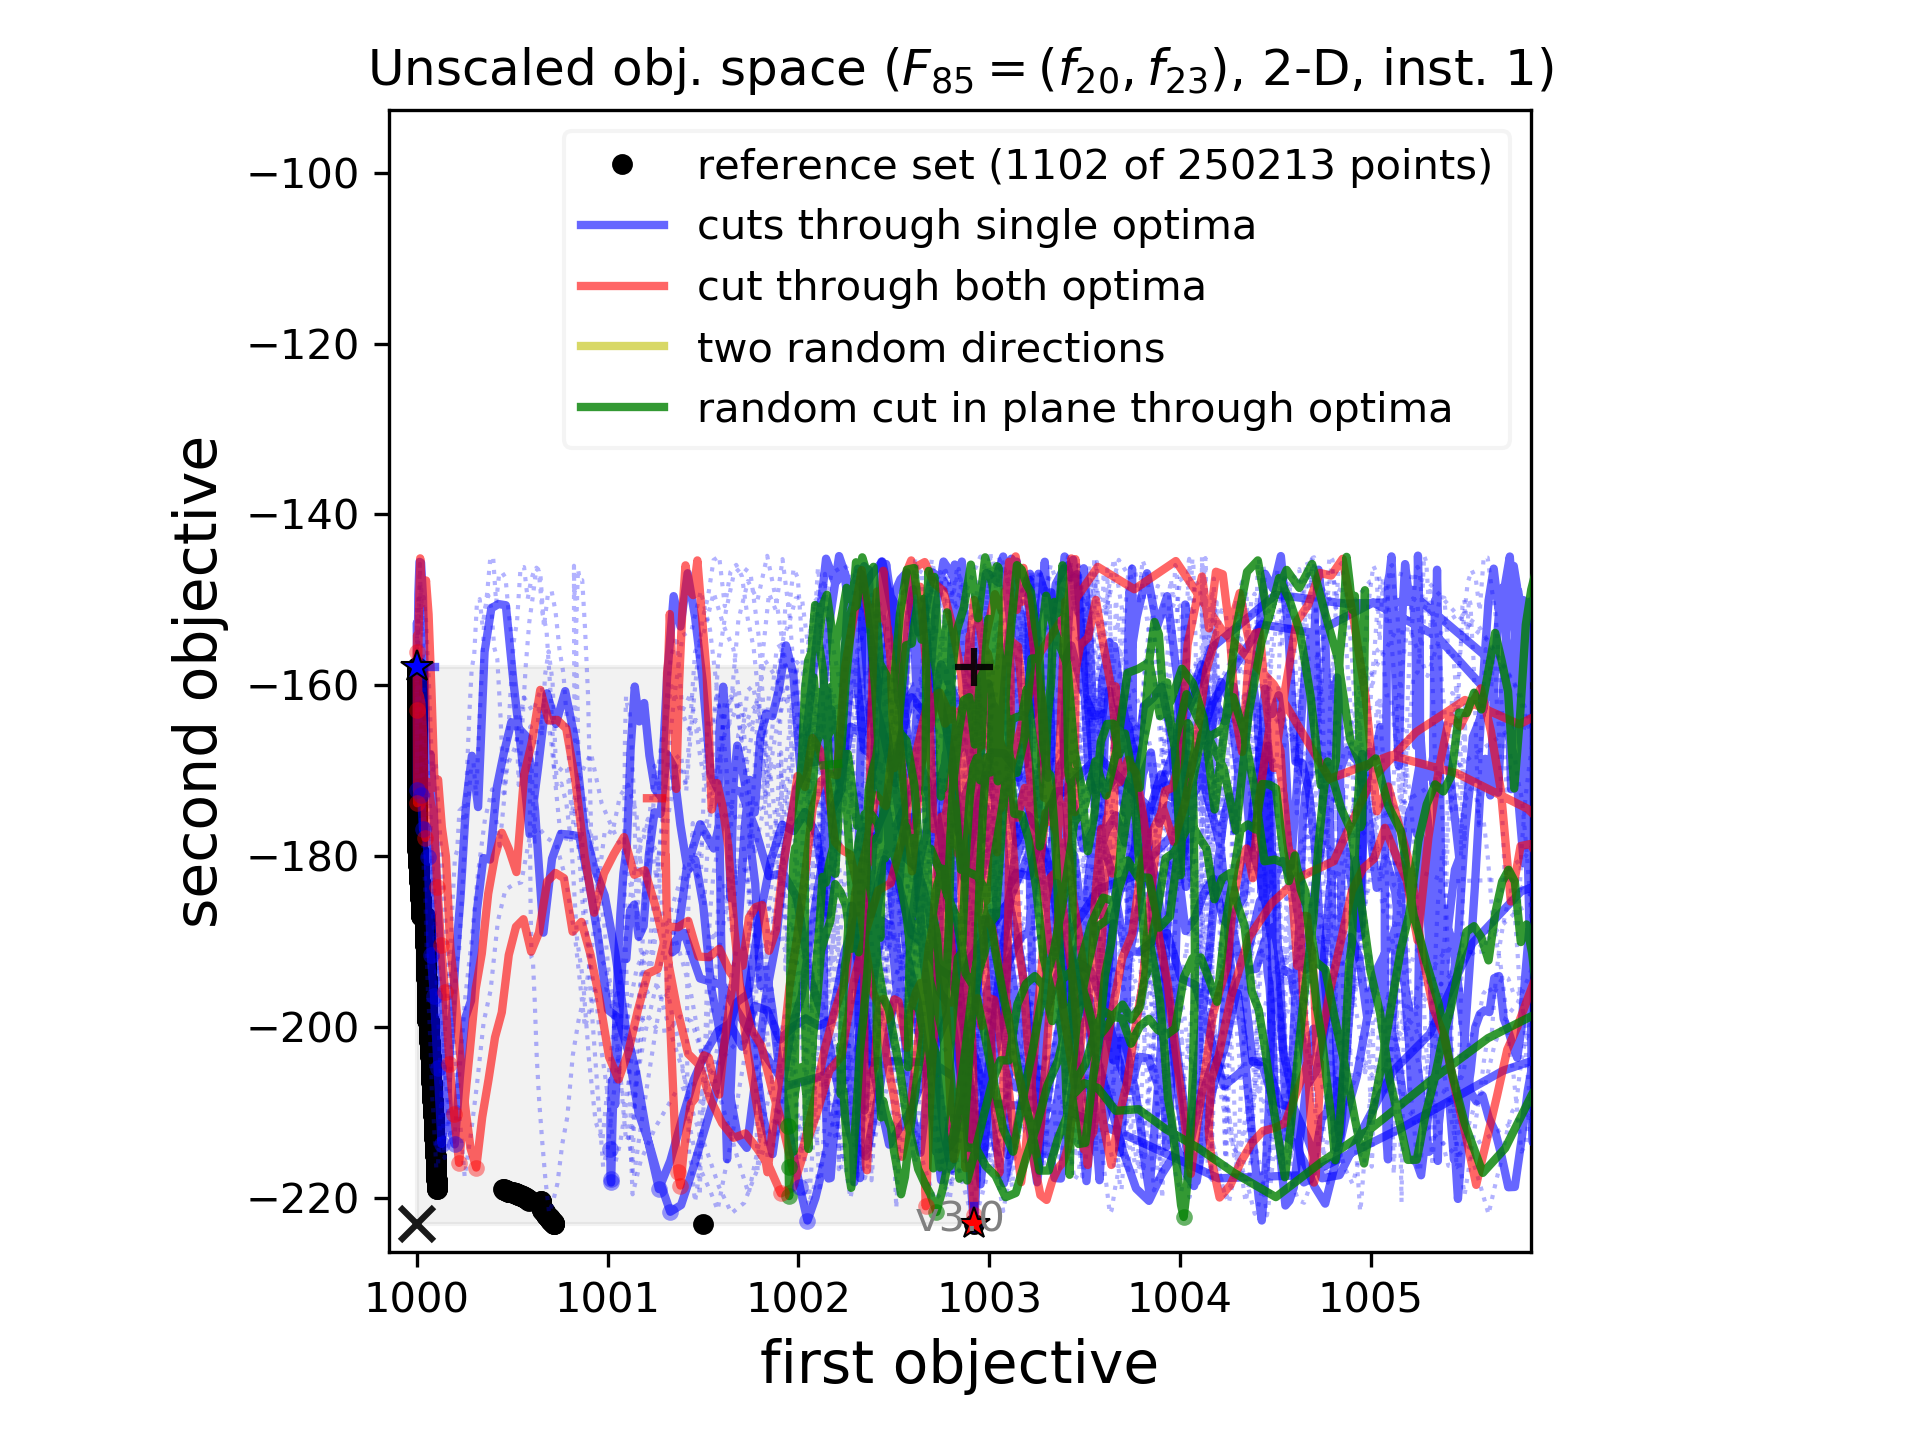 Unscaled obj. space (F85 = (f20, f23), 2-D, inst. 1)
reference set (1102 of 250213 points)
cuts through single optima
cut through both optima
two random directions
random cut in plane through optima
−100
−120
−140
−160
−180
−200
−220
second objective
1000
1001
1002
1003
1004
1005
first objective